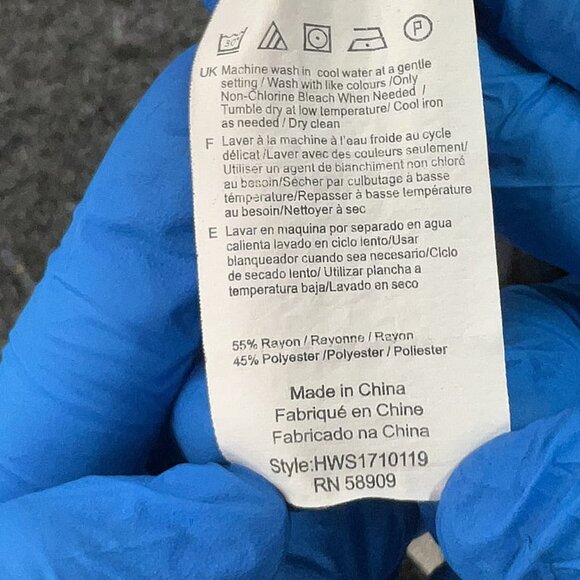 30°
P
UK Machine wash in cool water at a gentle
setting / Wash with like colours /Only
Non-Chlorine Bleach When Needed /
Tumble dry at low temperature/ Cool iron
as needed / Dry clean
F Laver à la machine à l'eau froide au cycle
délicat /Laver avec des couleurs seulement/
Utiliser un agent de blanchiment non chloré
au besoin/Sécher par culbutage à basse
témperature/Repasser à basse température
au besoin/Nettoyer à sec
E Lavar en maquina por separado en agua
calienta lavado en ciclo lento/Usar
blanqueador cuando sea necesario/Ciclo
de secado lento/ Utilizar plancha a
temperatura baja/Lavado en seco
55% Rayon / Rayonne / Rayon
45% Polyester /Polyester / Poliester
Made in China
Fabriqué en Chine
Fabricado na China
Style:HWS1710119
RN 58909